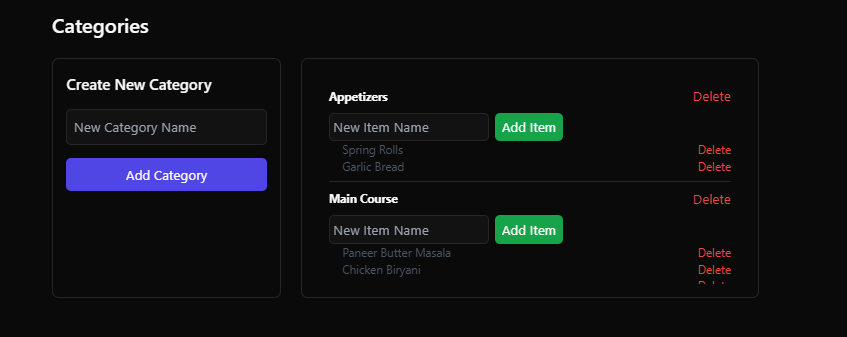 Categories
Create New Category
New Category Name
Add Category
Appetizers Delete
New Item Name Add Item
Spring Rolls Delete
Garlic Bread Delete
Main Course Delete
New Item Name Add Item
Paneer Butter Masala Delete
Chicken Biryani Delete